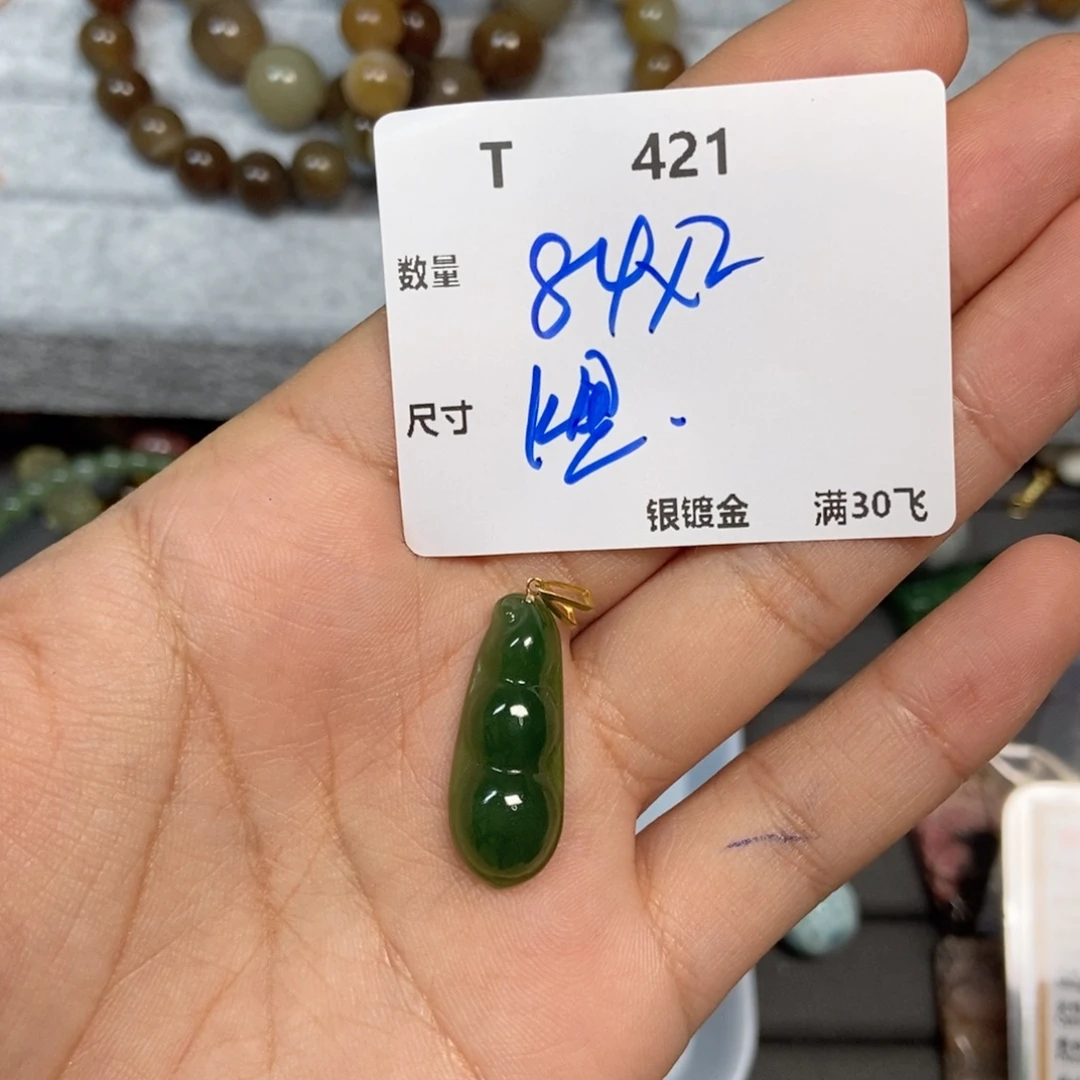 T 421
数量 84x2
尺寸
银镀金 满30飞